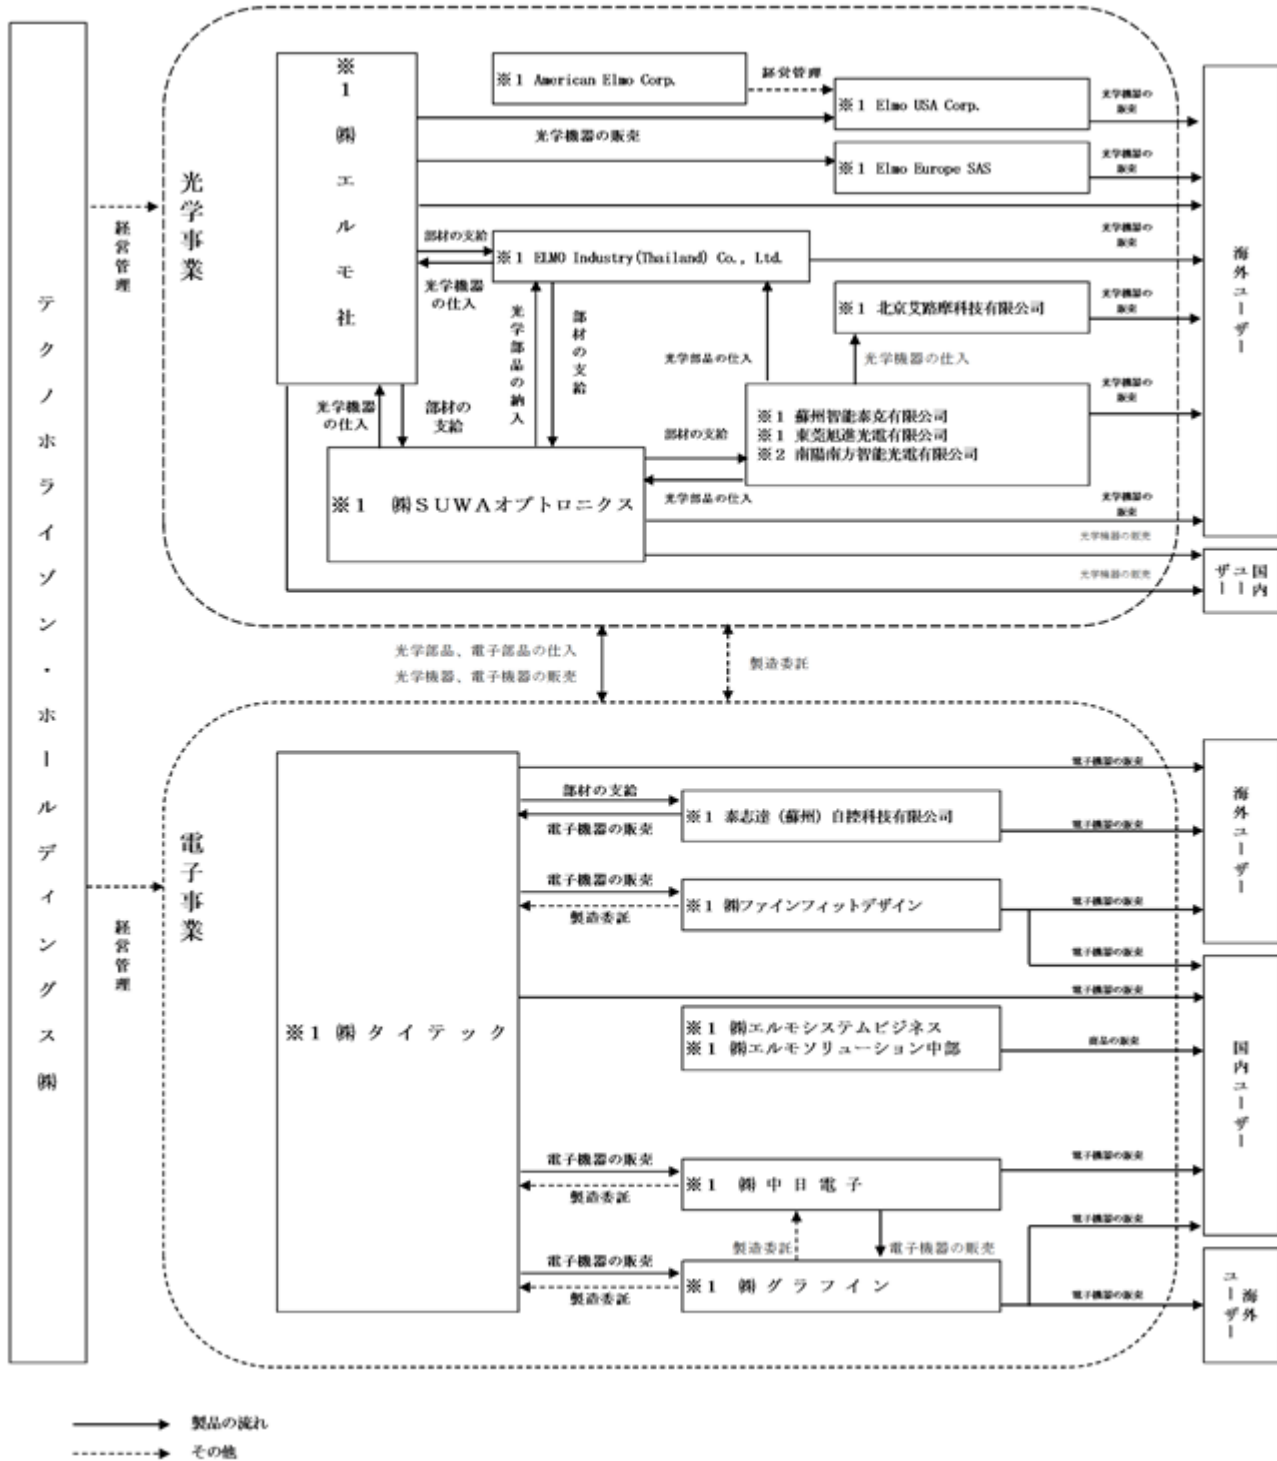 テクノホライゾン・ホールディングス㈱
経営管理
経営管理
光学事業
※1 ㈱エルモ社
※1 American Elmo Corp.
経営管理
※1 Elmo USA Corp.
光学機器の
販売
光学機器の販売
※1 Elmo Europe SAS
光学機器の
販売
部材の支給
※1 ELMO Industry(Thailand) Co., Ltd.
光学機器の
販売
光学機器
の仕入
※1 北京艾路摩科技有限公司
光学機器の
販売
光学部品の納入
部材の支給
光学部品の仕入
光学機器の仕入
光学機器
の仕入
部材の
支給
※1 蘇州智能泰克有限公司
※1 東莞旭進光電有限公司
※2 南陽南方智能光電有限公司
光学機器の
販売
部材の支給
光学部品の仕入
※1 ㈱SUWAオプトロニクス
光学機器の
販売
光学機器の販売
光学機器の販売
海外ユーザー
国内ユーザー
光学部品、電子部品の仕入
光学機器、電子機器の販売
製造委託
電子事業
※1 ㈱タイテック
電子機器の販売
部材の支給
電子機器の販売
※1 泰志達（蘇州）自控科技有限公司
電子機器の販売
電子機器の販売
製造委託
※1 ㈱ファインフィットデザイン
電子機器の販売
電子機器の販売
電子機器の販売
※1 ㈱エルモシステムビジネス
※1 ㈱エルモソリューション中部
商品の販売
電子機器の販売
製造委託
※1 ㈱中日電子
電子機器の販売
製造委託
電子機器の販売
電子機器の販売
電子機器の販売
製造委託
※1 ㈱グラフイン
電子機器の販売
海外ユーザー
国内ユーザー
海外ユーザー
製品の流れ
その他